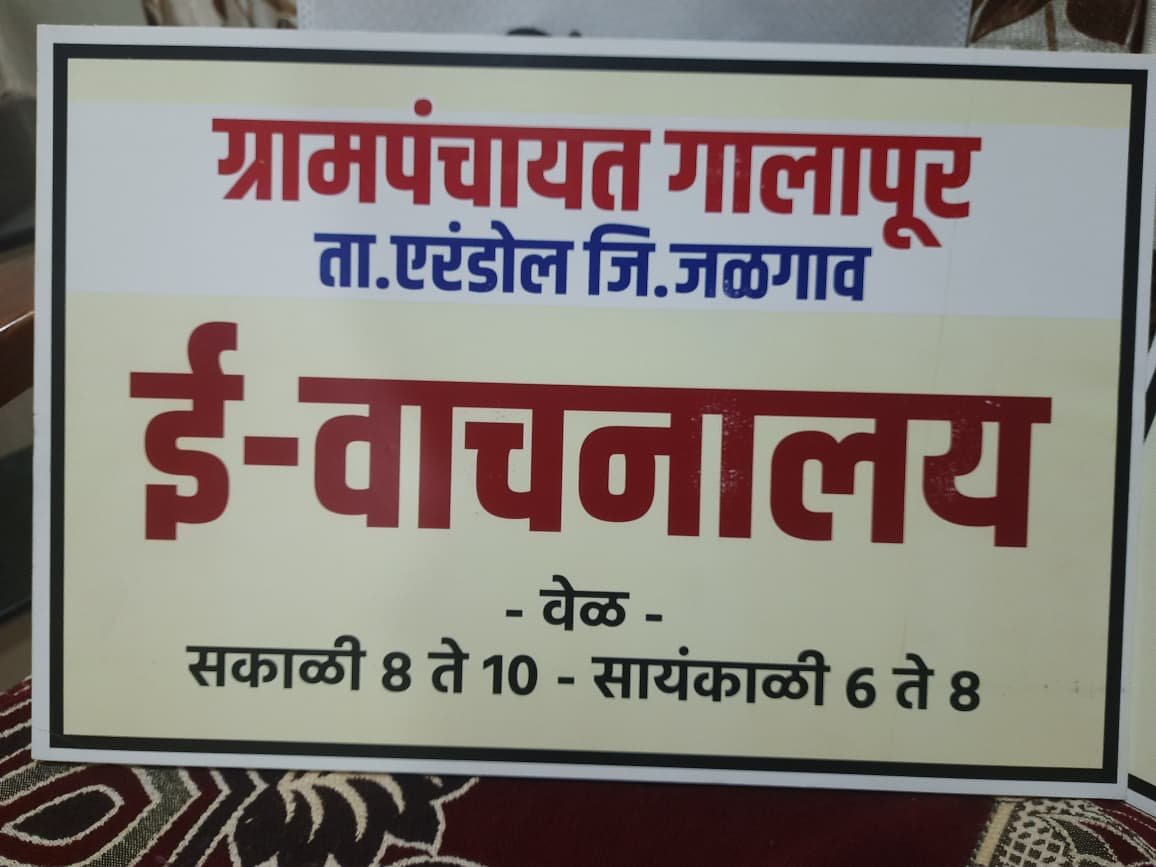 ग्रामपंचायत गालापूर
ता.एरंडोल जि.जळगाव
ई-वाचनालय
- वेळ -
सकाळी 8 ते 10 - सायंकाळी 6 ते 8